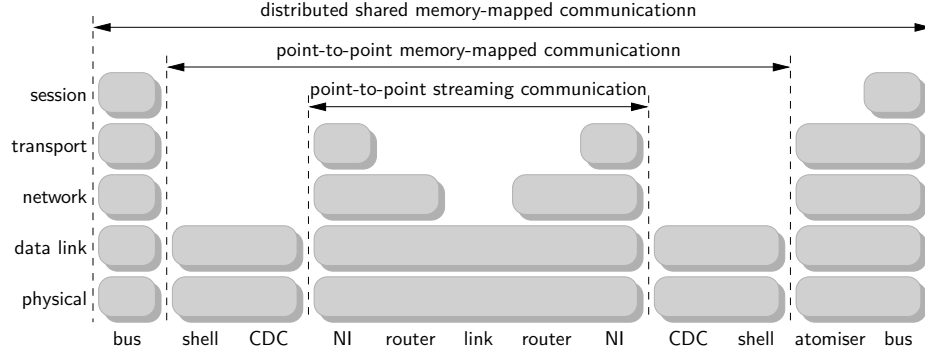 distributed shared memory-mapped communicationn
point-to-point memory-mapped communicationn
point-to-point streaming communication
session
transport
network
data link
physical
bus shell CDC NI router link router NI CDC shell atomiser bus